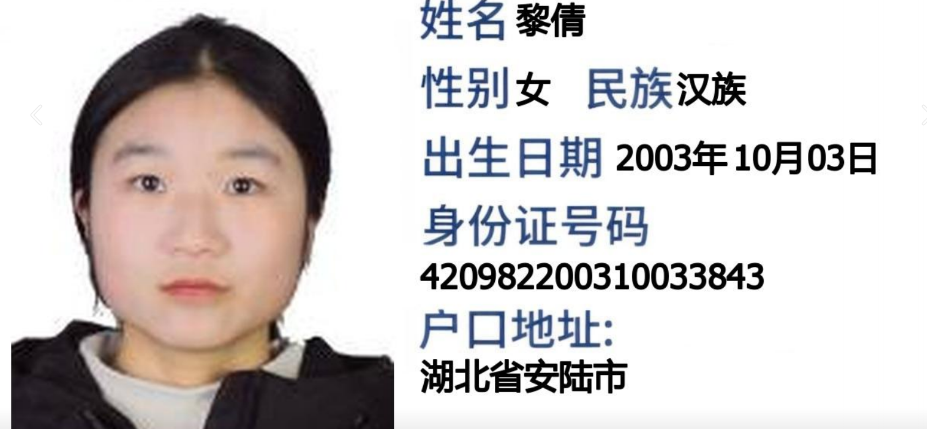 姓名 黎倩
性别 女 民族 汉族
出生日期 2003年10月03日
身份证号码
420982200310033843
户口地址:
湖北省安陆市